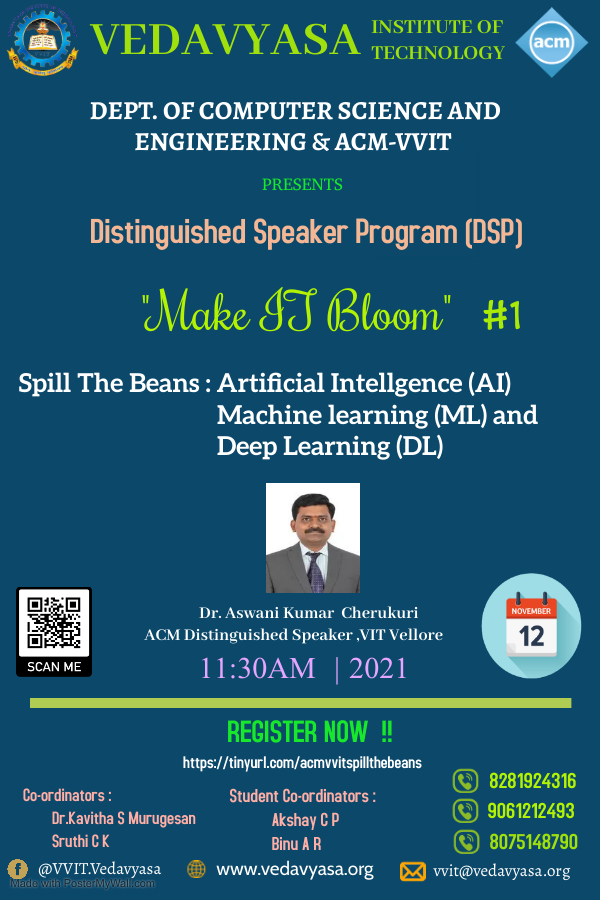 VEDAVYASA INSTITUTE OF
TECHNOLOGY
acm
DEPT. OF COMPUTER SCIENCE AND
ENGINEERING & ACM-VVIT
PRESENTS
Distinguished Speaker Program (DSP)
"Make IT Bloom" #1
Spill The Beans : Artificial Intellgence (AI)
Machine learning (ML) and
Deep Learning (DL)
SCAN ME
Dr. Aswani Kumar Cherukuri
ACM Distinguished Speaker ,VIT Vellore
11:30AM | 2021
NOVEMBER
12
REGISTER NOW !!
https://tinyurl.com/acmvvitspillthebeans
Co-ordinators :
Dr.Kavitha S Murugesan
Sruthi C K
Student Co-ordinators :
Akshay C P
Binu A R
8281924316
9061212493
8075148790
@VVIT.Vedavyasa
www.vedavyasa.org
vvit@vedavyasa.org
Made with PosterMyWall.com